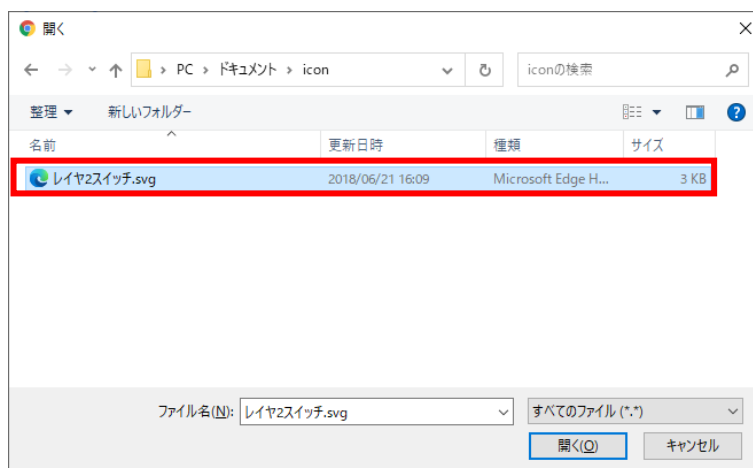 開く
PC › ドキュメント › icon
iconの検索
整理 新しいフォルダー
名前 更新日時 種類 サイズ
レイヤ2スイッチ.svg 2018/06/21 16:09 Microsoft Edge H... 3 KB
ファイル名(N): レイヤ2スイッチ.svg すべてのファイル (*.*)
開く(O) キャンセル